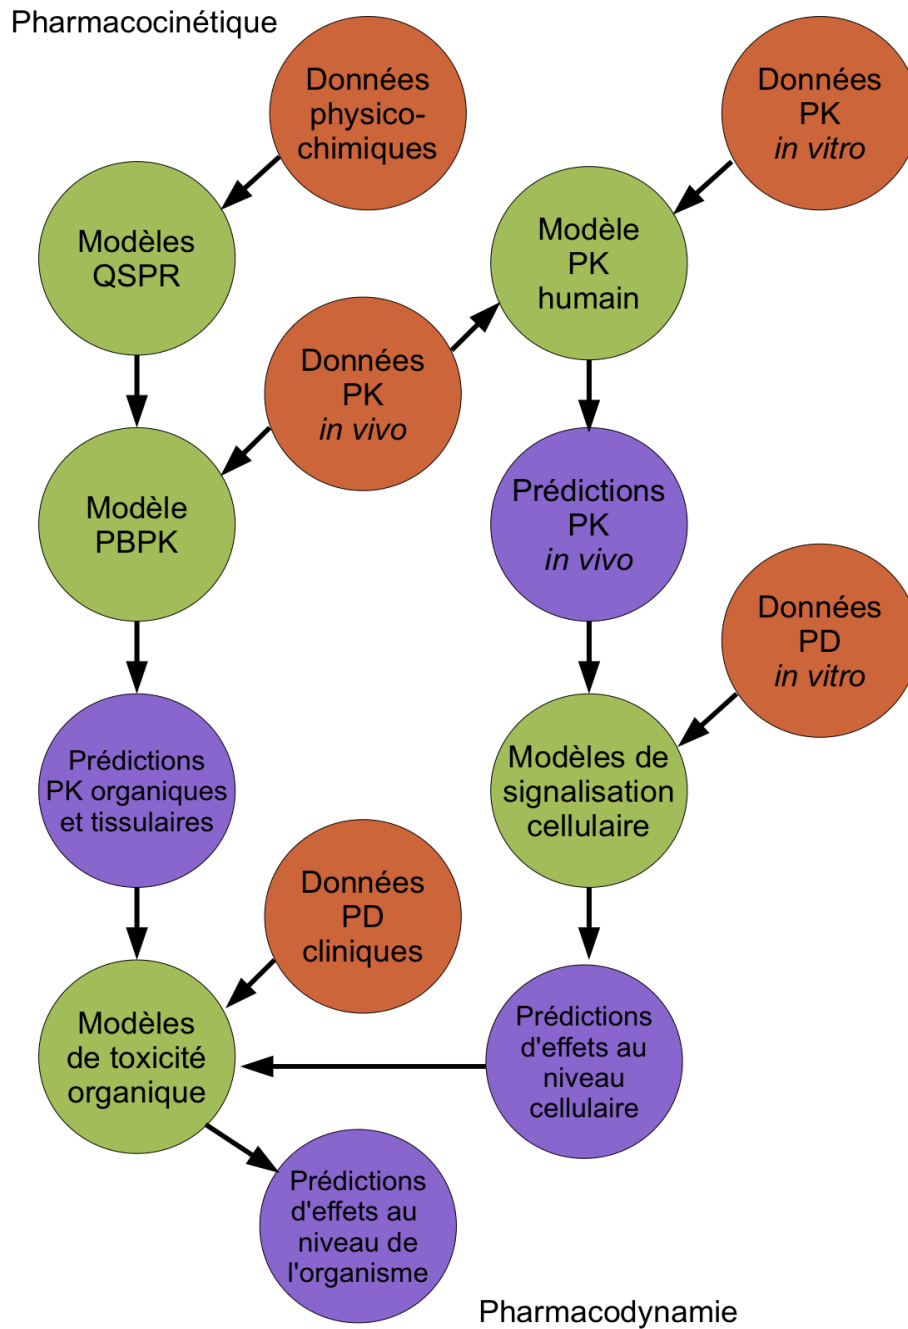 Pharmacocinétique
Données
physico-
chimiques
Données
PK
in vitro
Modèles
QSPR
Modèle
PK
humain
Données
PK
in vivo
Modèle
PBPK
Prédictions
PK
in vivo
Données
PD
in vitro
Prédictions
PK organiques
et tissulaires
Modèles de
signalisation
cellulaire
Données
PD
cliniques
Modèles
de toxicité
organique
Prédictions
d'effets au
niveau
cellulaire
Prédictions
d'effets au
niveau de
l'organisme
Pharmacodynamie